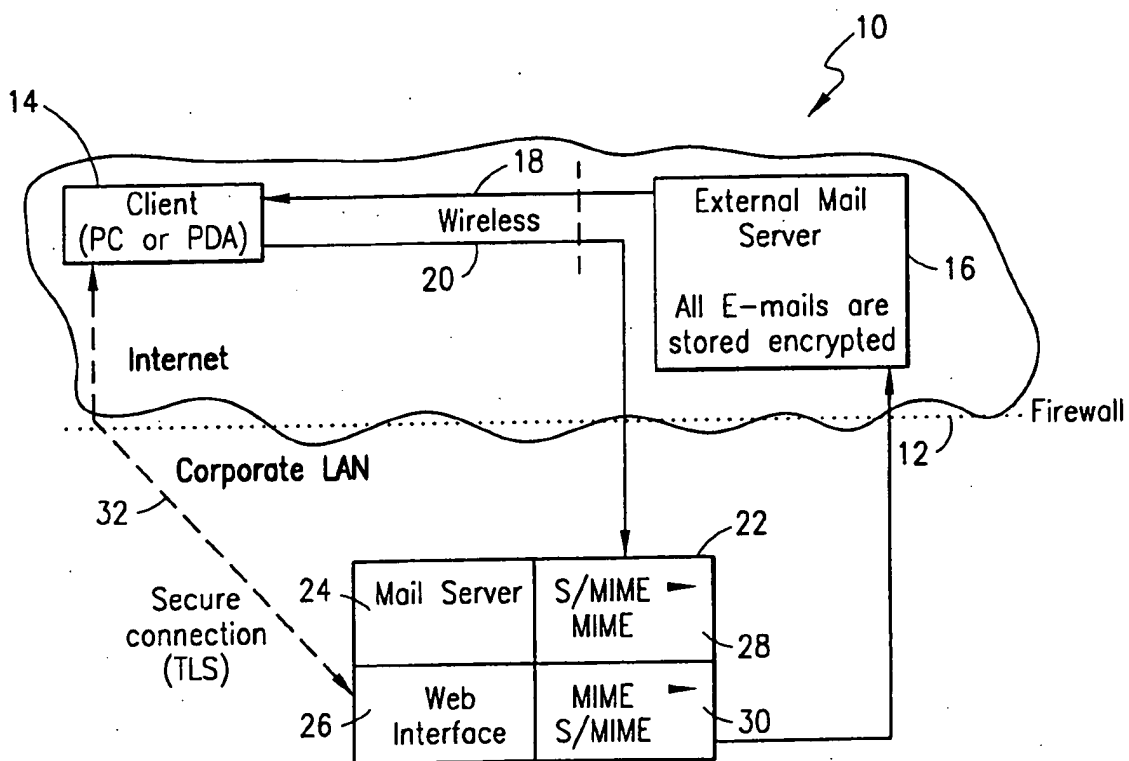 10
14
18
Client
(PC or PDA)
Wireless
20
External Mail
Server
All E-mails are
stored encrypted
16
Internet
Firewall
12
Corporate LAN
32
22
24
Mail Server
S/MIME ►
MIME
28
Secure
connection
(TLS)
26
Web
Interface
MIME ►
S/MIME
30